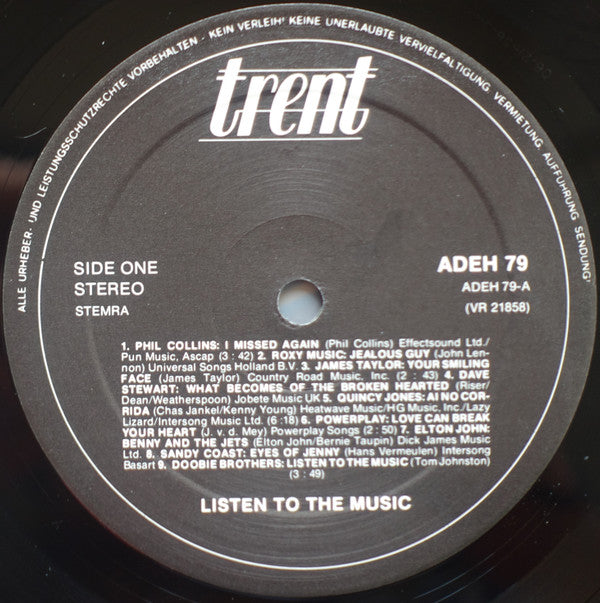 ALLE URHEBER- UND LEISTUNGSSCHUTZRECHTE VORBEHALTEN · KEIN VERLEIH' KEINE UNERLAUBTE VERVIELFÄLTIGUNG, VERMIETUNG, AUFFÜHRUNG SENDUNG'
trent
SIDE ONE
STEREO
STEMRA
ADEH 79
ADEH 79-A
(VR 21858)
1. PHIL COLLINS: I MISSED AGAIN (Phil Collins) Effectsound Ltd./
Pun Music, Ascap (3 : 42) 2. ROXY MUSIC: JEALOUS GUY (John Len-
non) Universal Songs Holland B.V. 3. JAMES TAYLOR: YOUR SMILING
FACE (James Taylor) Country Road Music, Inc. (2 : 43) 4. DAVE
STEWART: WHAT BECOMES OF THE BROKEN HEARTED (Riser/
Dean/Weatherspoon) Jobete Music UK 5. QUINCY JONES: AI NO COR-
RIDA (Chas Jankel/Kenny Young) Heatwave Music/HG Music, Inc./Lazy
Lizard/Intersong Music Ltd. (6 :18) 6. POWERPLAY: LOVE CAN BREAK
YOUR HEART (J. v. d. Mey) Powerplay Songs (2 : 50) 7. ELTON JOHN:
BENNY AND THE JETS (Elton John/Bernie Taupin) Dick James Music
Ltd. 8. SANDY COAST: EYES OF JENNY (Hans Vermeulen) Intersong
Basart 9. DOOBIE BROTHERS: LISTEN TO THE MUSIC (Tom Johnston)
(3 : 49)
LISTEN TO THE MUSIC